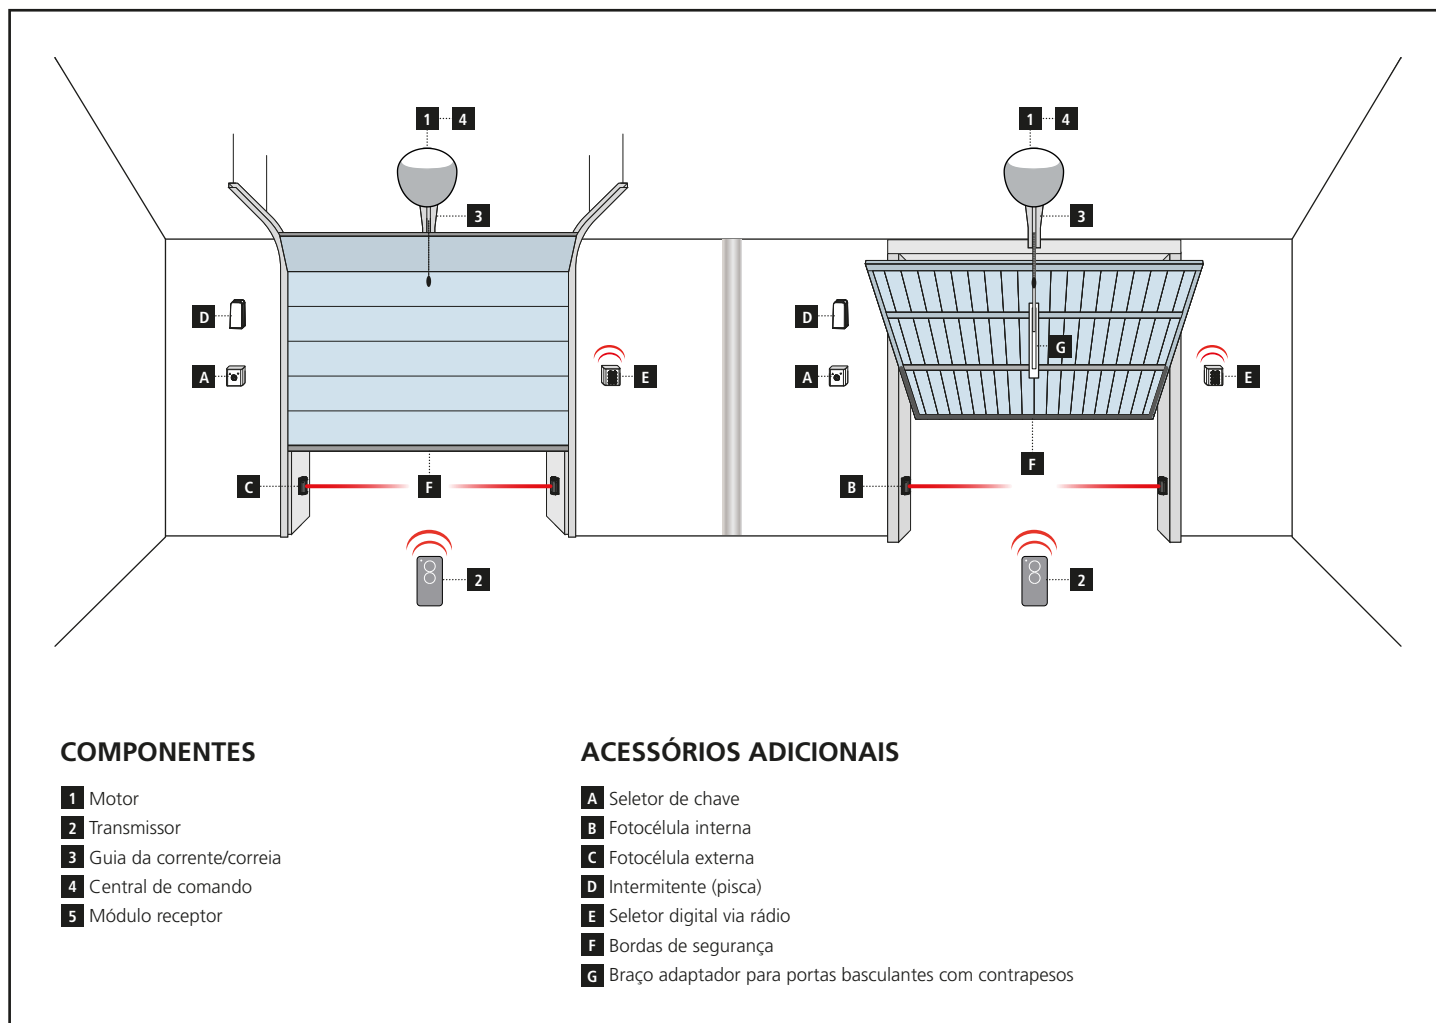 1 4
1 4
3
3
D
D
G
A
E
A
E
F
C
F
B
2
2
COMPONENTES
1 Motor
2 Transmissor
3 Guia da corrente/correia
4 Central de comando
5 Módulo receptor
ACESSÓRIOS ADICIONAIS
A Seletor de chave
B Fotocélula interna
C Fotocélula externa
D Intermitente (pisca)
E Seletor digital via rádio
F Bordas de segurança
G Braço adaptador para portas basculantes com contrapesos